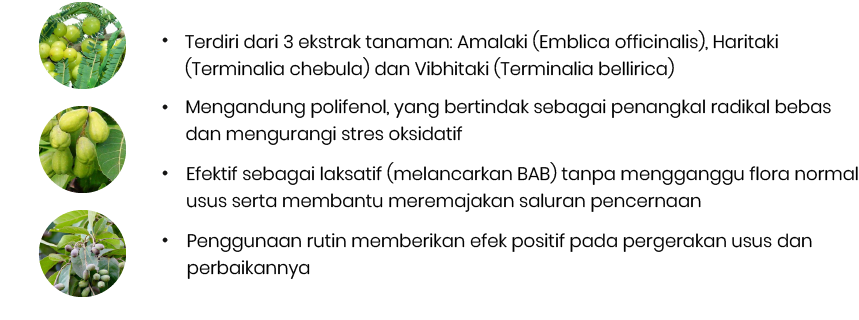 • Terdiri dari 3 ekstrak tanaman: Amalaki (Emblica officinalis), Haritaki
(Terminalia chebula) dan Vibhitaki (Terminalia bellirica)
• Mengandung polifenol, yang bertindak sebagai penangkal radikal bebas
dan mengurangi stres oksidatif
• Efektif sebagai laksatif (melancarkan BAB) tanpa mengganggu flora normal
usus serta membantu meremajakan saluran pencernaan
• Penggunaan rutin memberikan efek positif pada pergerakan usus dan
perbaikannya